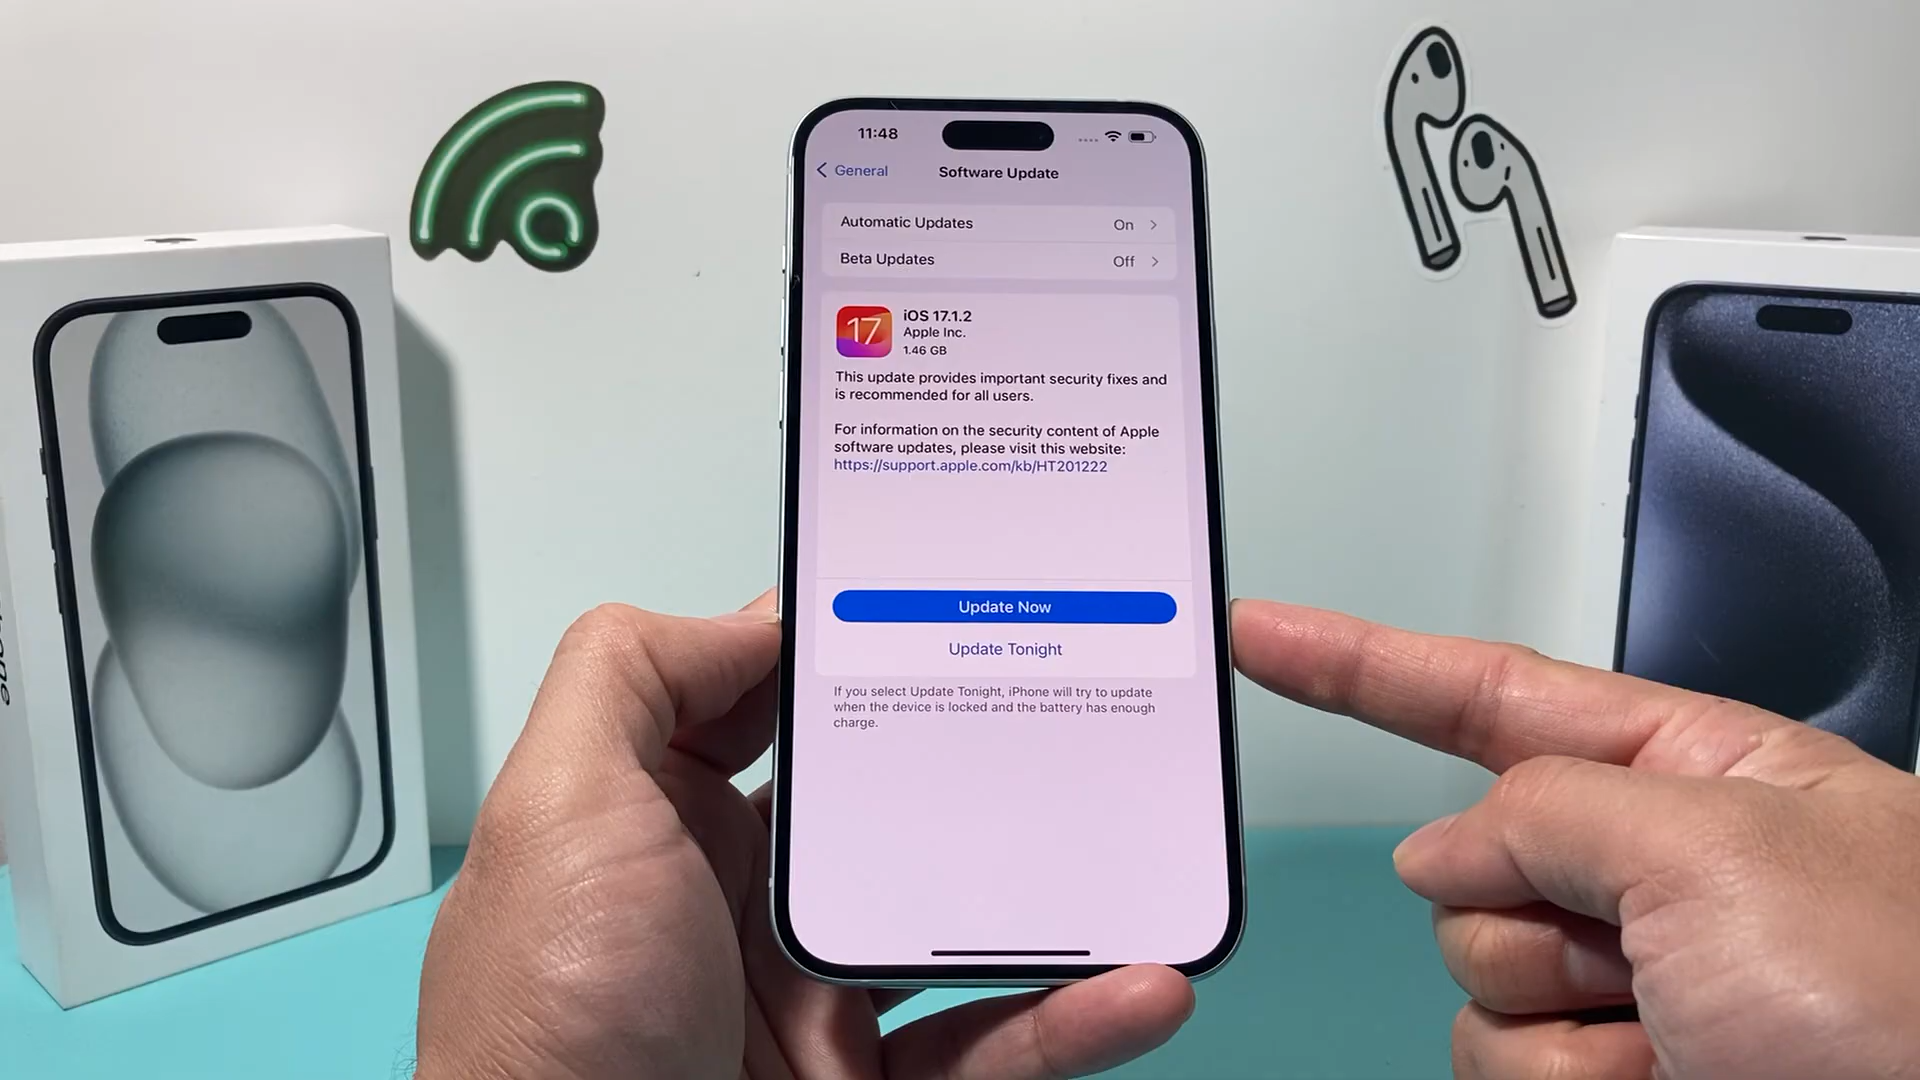 11:48
General
Software Update
Automatic Updates On
Beta Updates Off
17
iOS 17.1.2
Apple Inc.
1.46 GB
This update provides important security fixes and
is recommended for all users.
For information on the security content of Apple
software updates, please visit this website:
https://support.apple.com/kb/HT201222
Update Now
Update Tonight
If you select Update Tonight, iPhone will try to update
when the device is locked and the battery has enough
charge.